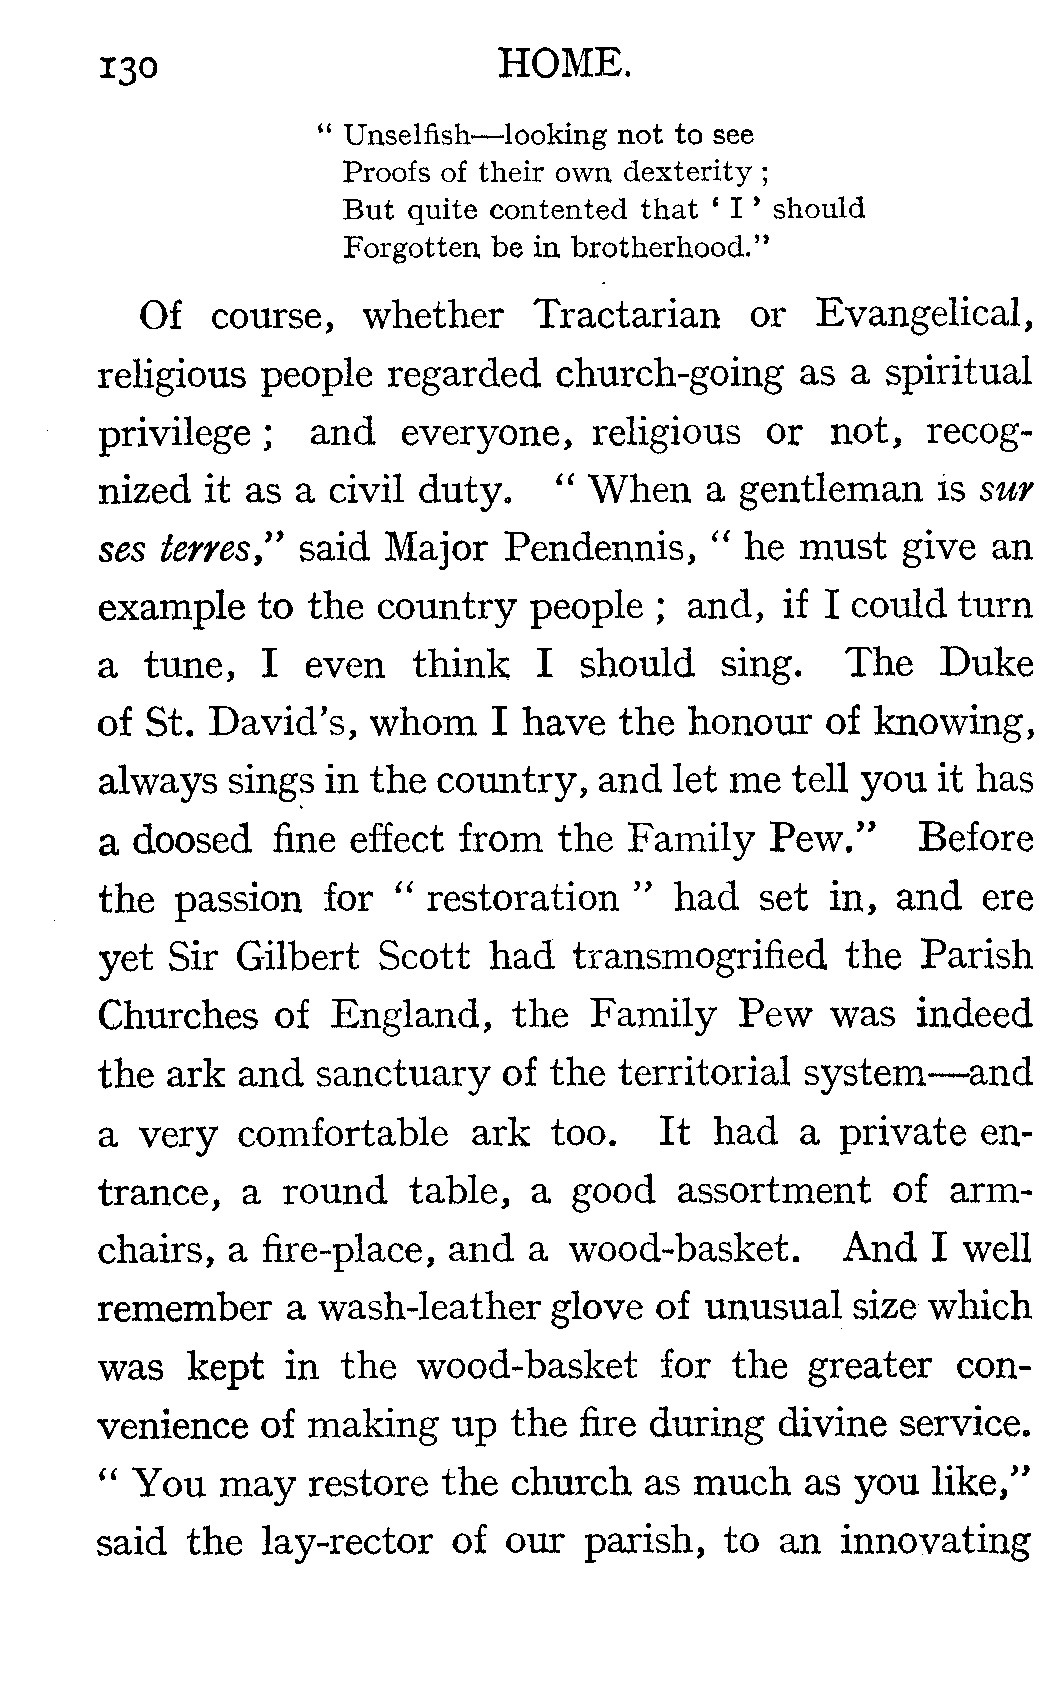 130 HOME.
“ Unselfish—looking not to see
Proofs of their own dexterity ;
But quite contented that ‘ I ’ should
Forgotten be in brotherhood.”
Of course, whether Tractarian or Evangelical,
religious people regarded church-going as a spiritual
privilege ; and everyone, religious or not, recog-
nized it as a civil duty. “ When a gentleman is sur
ses terres,” said Major Pendennis, “ he must give an
example to the country people ; and, if I could turn
a tune, I even think I should sing. The Duke
of St. David’s, whom I have the honour of knowing,
always sings in the country, and let me tell you it has
a doosed fine effect from the Family Pew.” Before
the passion for “ restoration ” had set in, and ere
yet Sir Gilbert Scott had transmogrified the Parish
Churches of England, the Family Pew was indeed
the ark and sanctuary of the territorial system—and
a very comfortable ark too. It had a private en-
trance, a round table, a good assortment of arm-
chairs, a fire-place, and a wood-basket. And I well
remember a wash-leather glove of unusual size which
was kept in the wood-basket for the greater con-
venience of making up the fire during divine service.
“ You may restore the church as much as you like,”
said the lay-rector of our parish, to an innovating